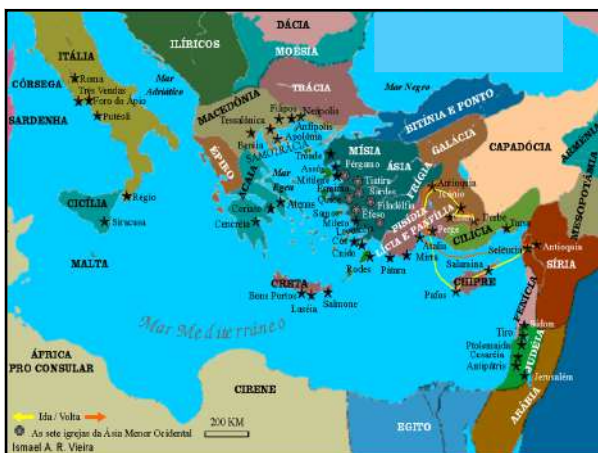 DÁCIA
ILÍRICOS
ITÁLIA
MOÉSIA
CÓRSEGA
Roma
Mar
Adriático
TRÁCIA
Mar Negro
Três Vendas
Foro da Ápio
SARDENHA
Putéoli
MACEDÔNIA
Filipos
Neápolis
Tessalônica
Anfípolis
Apolônia
Beréia
SAMOTRÁCIA
BITÍNIA E PONTO
GALÁCIA
CAPADÓCIA
ARMENIA
MESOPOTÂMIA
ÉPIRO
ACAIA
Mar
Egeu
Trôade
MÍSIA
ÁSIA
Pérgamo
Assôs
Mitilene
Tiatira
Sardes
Filadélfia
Éfeso
Mileto
FRÍGIA
Antioquia
Icônio
Derbe
PISÍDIA
LÍCIA E PANFÍLIA
Perge
Atália
CILÍCIA
Tarso
Selêucia
Antioquia
SÍRIA
CICÍLIA
Régio
Siracusa
Corinto
Atenas
Cencréia
Cós
Cnido
Rodes
Pátara
Mirra
Salamina
CHIPRE
Pafos
MALTA
CRETA
Bons Portos
Laséia
Salmone
Mar Mediterrâneo
FENÍCIA
Sidom
Tiro
Ptolemaida
Cesaréia
Antipátris
JUDÉIA
Jerusalém
ÁFRICA
PRO CONSULAR
CIRENE
EGITO
ARÁBIA
Ida / Volta
200 KM
As sete igrejas da Ásia Menor Ocidental
Ismael A. R. Vieira